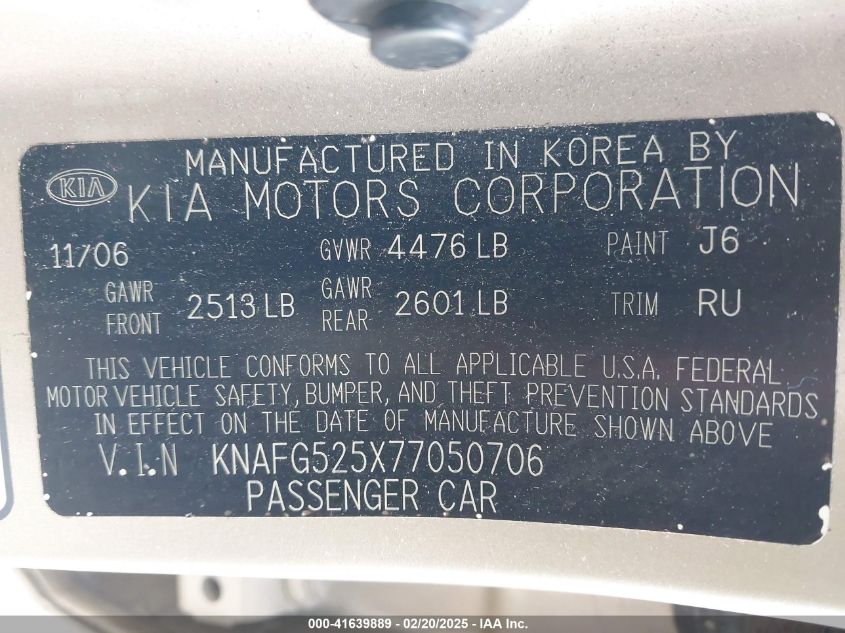 MANUFACTURED IN KOREA BY
KIA KIA MOTORS CORPORATION
11/06 GVWR 4476 LB PAINT J6
GAWR FRONT 2513 LB GAWR REAR 2601 LB TRIM RU
THIS VEHICLE CONFORMS TO ALL APPLICABLE U.S.A. FEDERAL
MOTOR VEHICLE SAFETY, BUMPER, AND THEFT PREVENTION STANDARDS
IN EFFECT ON THE DATE OF MANUFACTURE SHOWN ABOVE
V.I.N KNAFG525X77050706
PASSENGER CAR
000-41639889 - 02/20/2025 - IAA Inc.